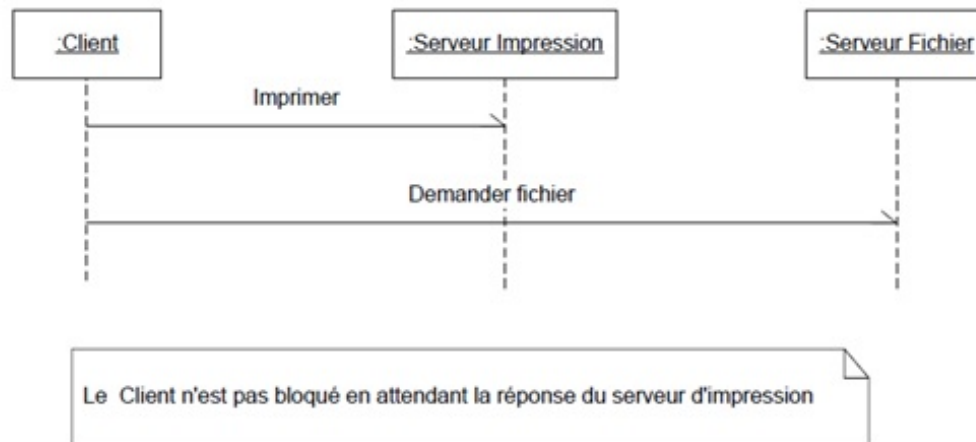 :Client
:Serveur Impression
:Serveur Fichier
Imprimer
Demander fichier
Le Client n'est pas bloqué en attendant la réponse du serveur d'impression